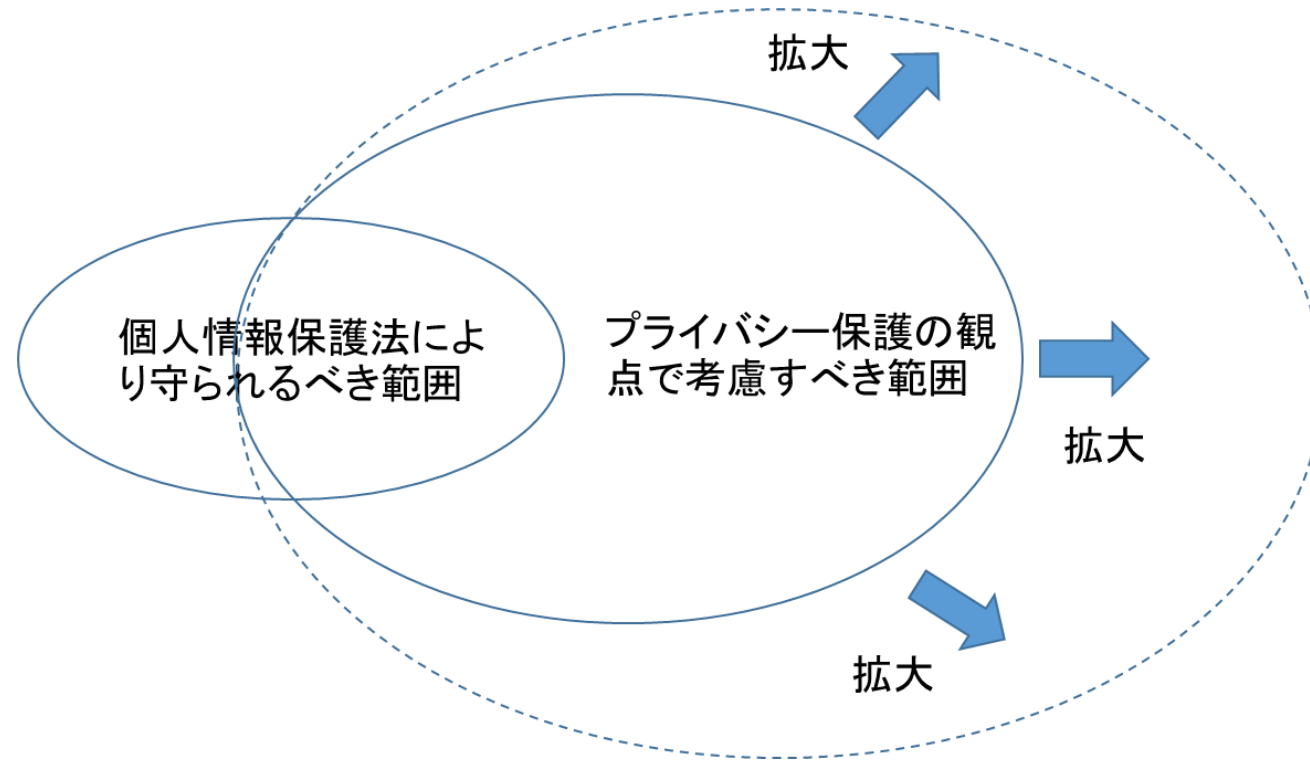 拡大
個人情報保護法によ
り守られるべき範囲
プライバシー保護の観
点で考慮すべき範囲
拡大
拡大